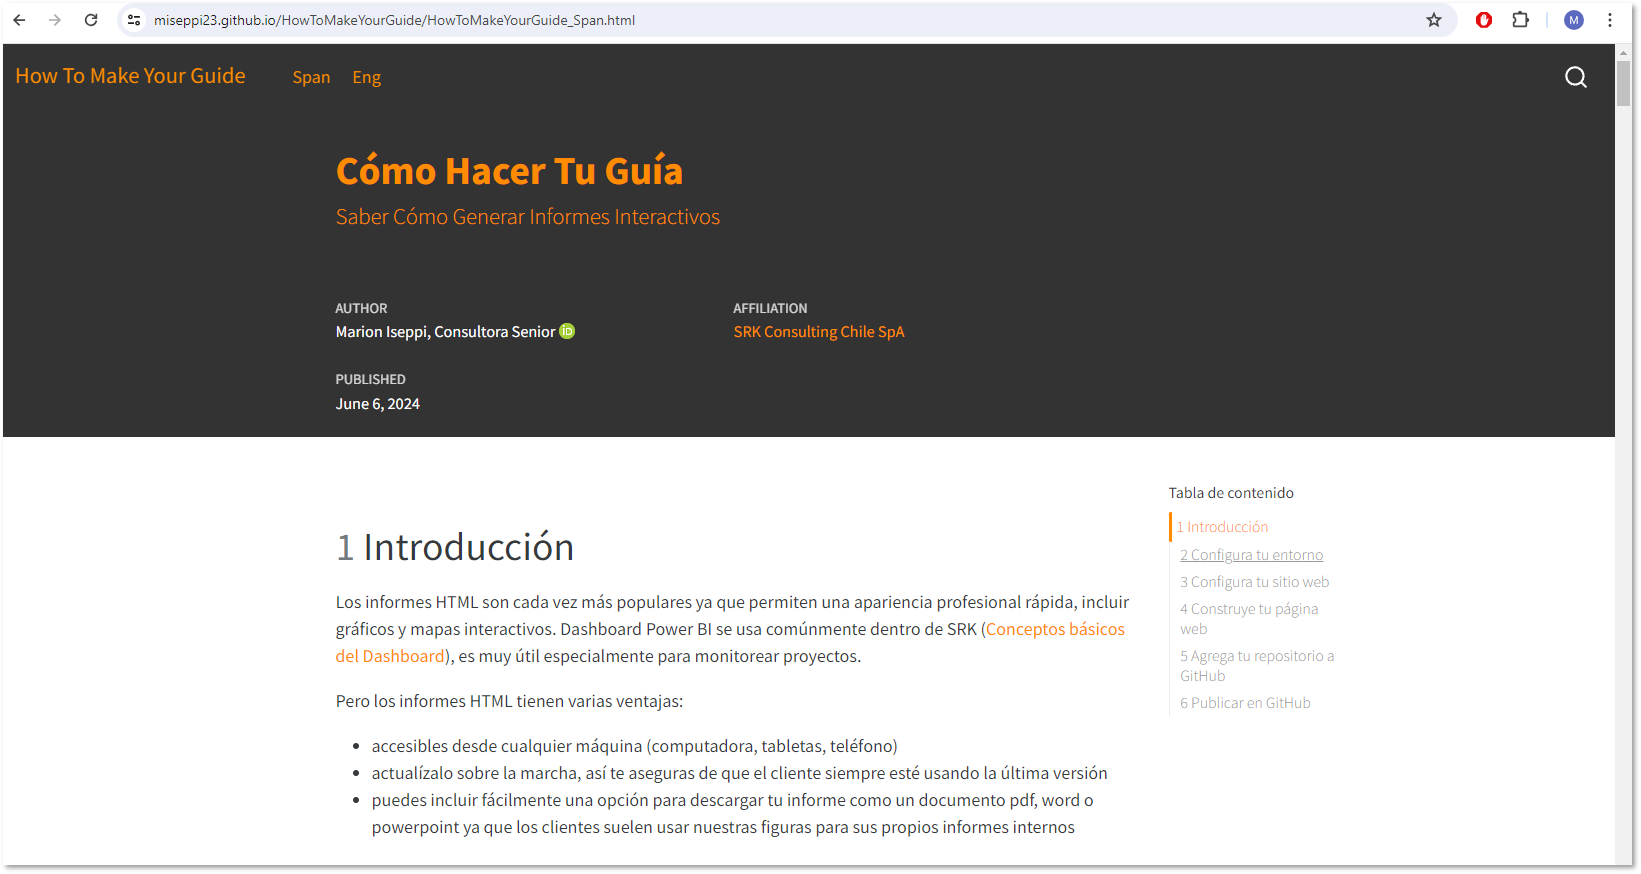 miseppi23.github.io/HowToMakeYourGuide/HowToMakeYourGuide_Span.html
M
How To Make Your Guide
Span
Eng
Cómo Hacer Tu Guía
Saber Cómo Generar Informes Interactivos
AUTHOR
Marion Iseppi, Consultora Senior iD
AFFILIATION
SRK Consulting Chile SpA
PUBLISHED
June 6, 2024
1 Introducción
Los informes HTML son cada vez más populares ya que permiten una apariencia profesional rápida, incluir
gráficos y mapas interactivos. Dashboard Power BI se usa comúnmente dentro de SRK (Conceptos básicos
del Dashboard), es muy útil especialmente para monitorear proyectos.
Pero los informes HTML tienen varias ventajas:
• accesibles desde cualquier máquina (computadora, tabletas, teléfono)
• actualízalo sobre la marcha, así te aseguras de que el cliente siempre esté usando la última versión
• puedes incluir fácilmente una opción para descargar tu informe como un documento pdf, word o
powerpoint ya que los clientes suelen usar nuestras figuras para sus propios informes internos
Tabla de contenido
1 Introducción
2 Configura tu entorno
3 Configura tu sitio web
4 Construye tu página
web
5 Agrega tu repositorio a
GitHub
6 Publicar en GitHub